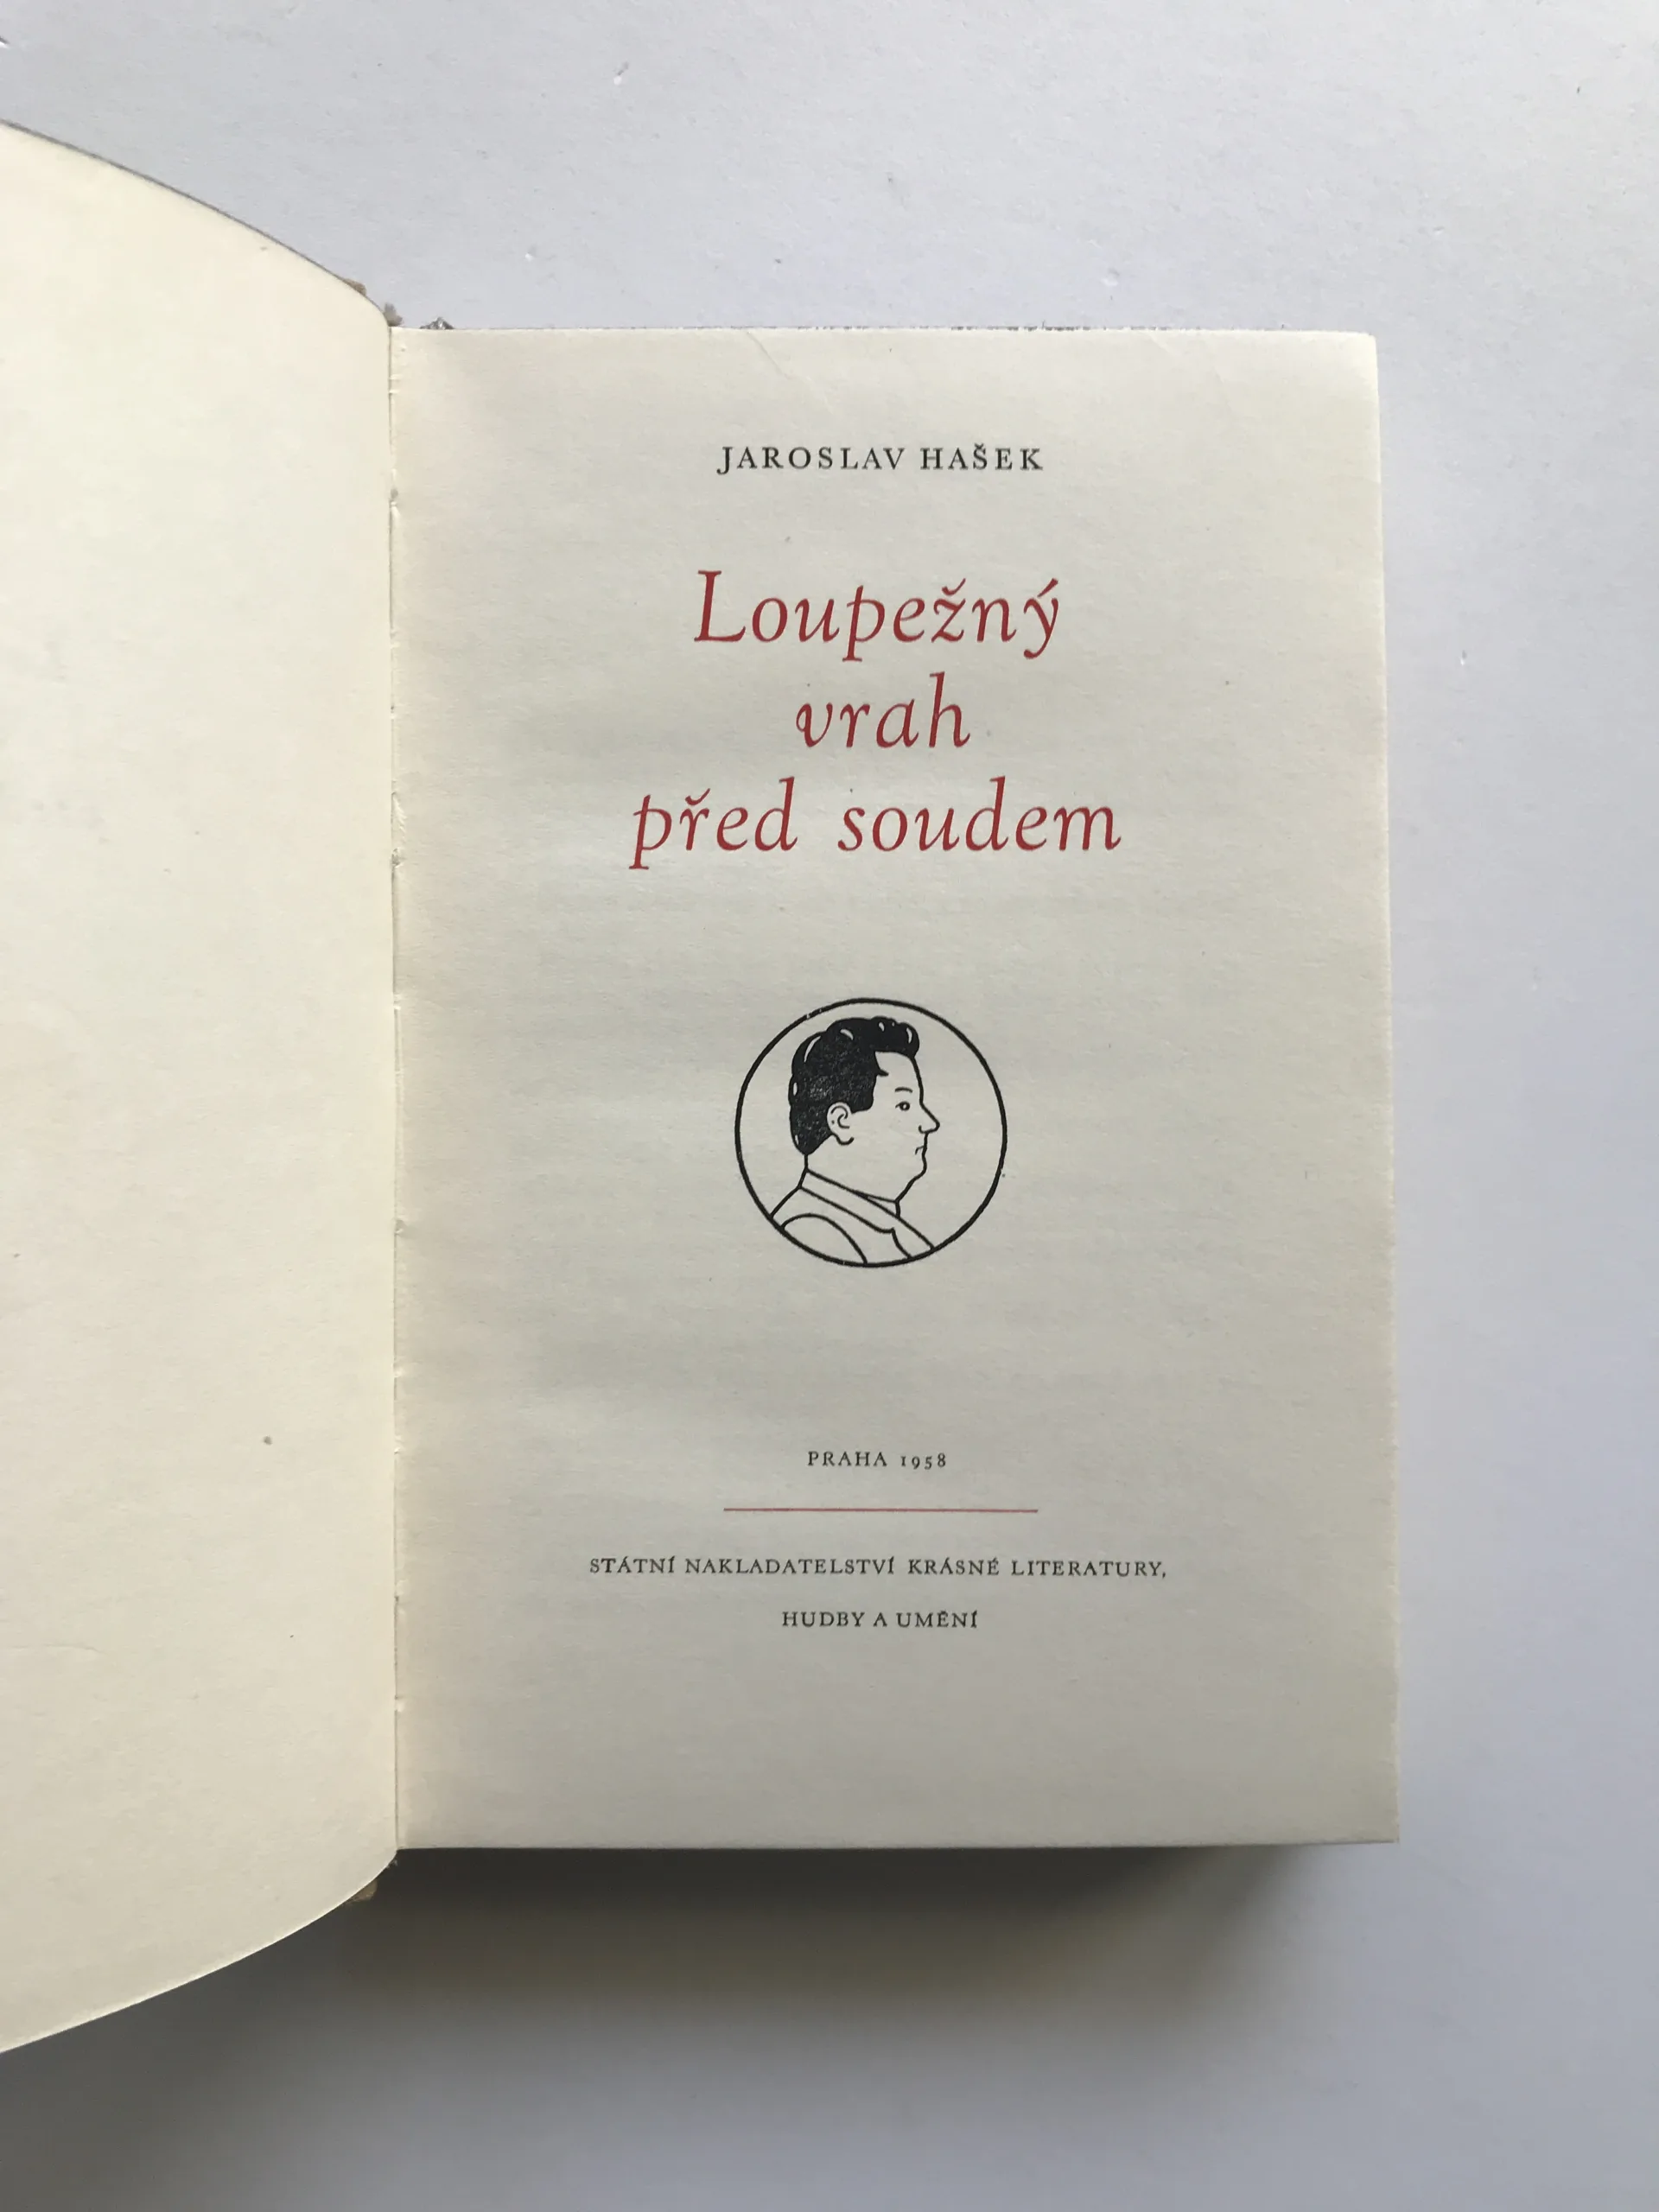 JAROSLAV HAŠEK
Loupežný
vrah
před soudem
PRAHA 1958
STÁTNÍ NAKLADATELSTVÍ KRÁSNÉ LITERATURY,
HUDBY A UMĚNÍ